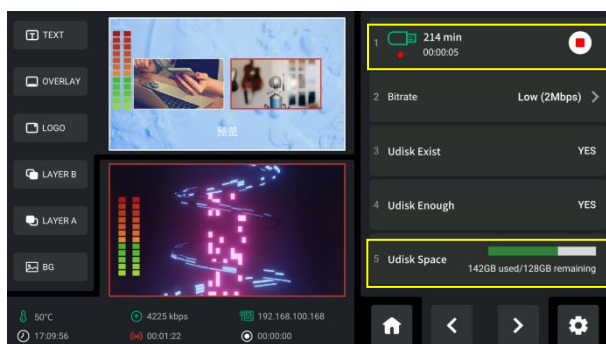 TEXT
OVERLAY
LOGO
LAYER B
LAYER A
BG
预览
50°C
4225 kbps
192.168.100.168
17:09:56
00:01:22
00:00:00
1 214 min
00:00:05
2 Bitrate Low (2Mbps)
3 Udisk Exist YES
4 Udisk Enough YES
5 Udisk Space
142GB used/128GB remaining